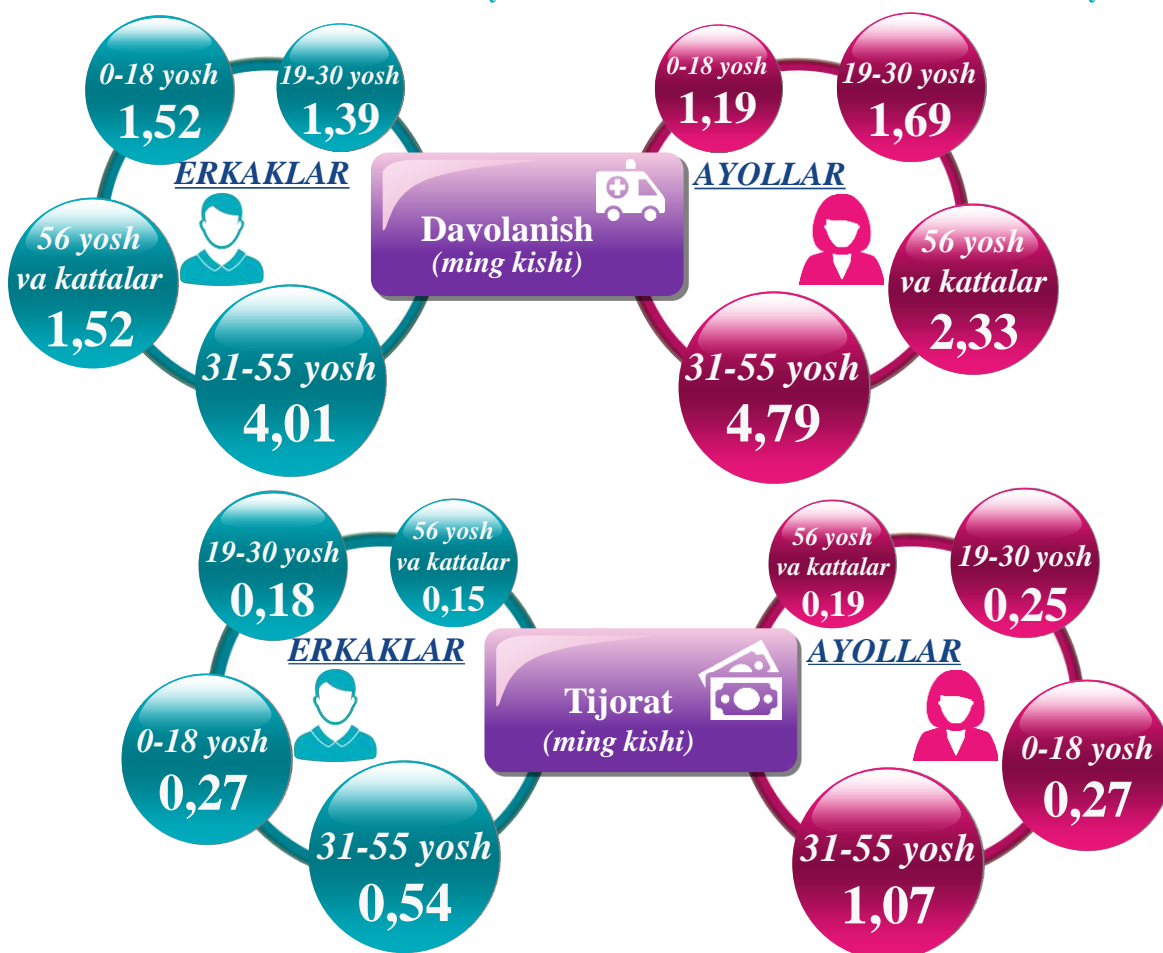 0-18 yosh
1,52
19-30 yosh
1,39
ERKAKLAR
56 yosh
va kattalar
1,52
31-55 yosh
4,01
Davolanish
(ming kishi)
0-18 yosh
1,19
19-30 yosh
1,69
AYOLLAR
56 yosh
va kattalar
2,33
31-55 yosh
4,79
19-30 yosh
0,18
56 yosh
va kattalar
0,15
ERKAKLAR
0-18 yosh
0,27
31-55 yosh
0,54
Tijorat
(ming kishi)
56 yosh
va kattalar
0,19
19-30 yosh
0,25
AYOLLAR
0-18 yosh
0,27
31-55 yosh
1,07